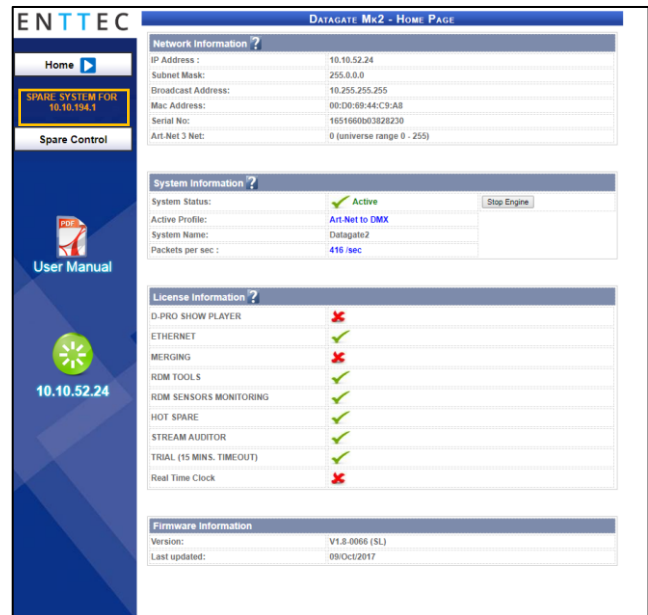 ENTTEC
DATAGATE MK2 - HOME PAGE
Home
SPARE SYSTEM FOR
10.10.194.1
Spare Control
PDF
User Manual
10.10.52.24
Network Information ?
IP Address : 10.10.52.24
Subnet Mask: 255.0.0.0
Broadcast Address: 10.255.255.255
Mac Address: 00:D0:69:44:C9:A8
Serial No: 1651660b03828230
Art-Net 3 Net: 0 (universe range 0 - 255)
System Information ?
System Status: Active Stop Engine
Active Profile: Art-Net to DMX
System Name: Datagate2
Packets per sec : 416 /sec
License Information ?
D-PRO SHOW PLAYER
ETHERNET
MERGING
RDM TOOLS
RDM SENSORS MONITORING
HOT SPARE
STREAM AUDITOR
TRIAL (15 MINS. TIMEOUT)
Real Time Clock
Firmware Information
Version: V1.8-0066 (SL)
Last updated: 09/Oct/2017